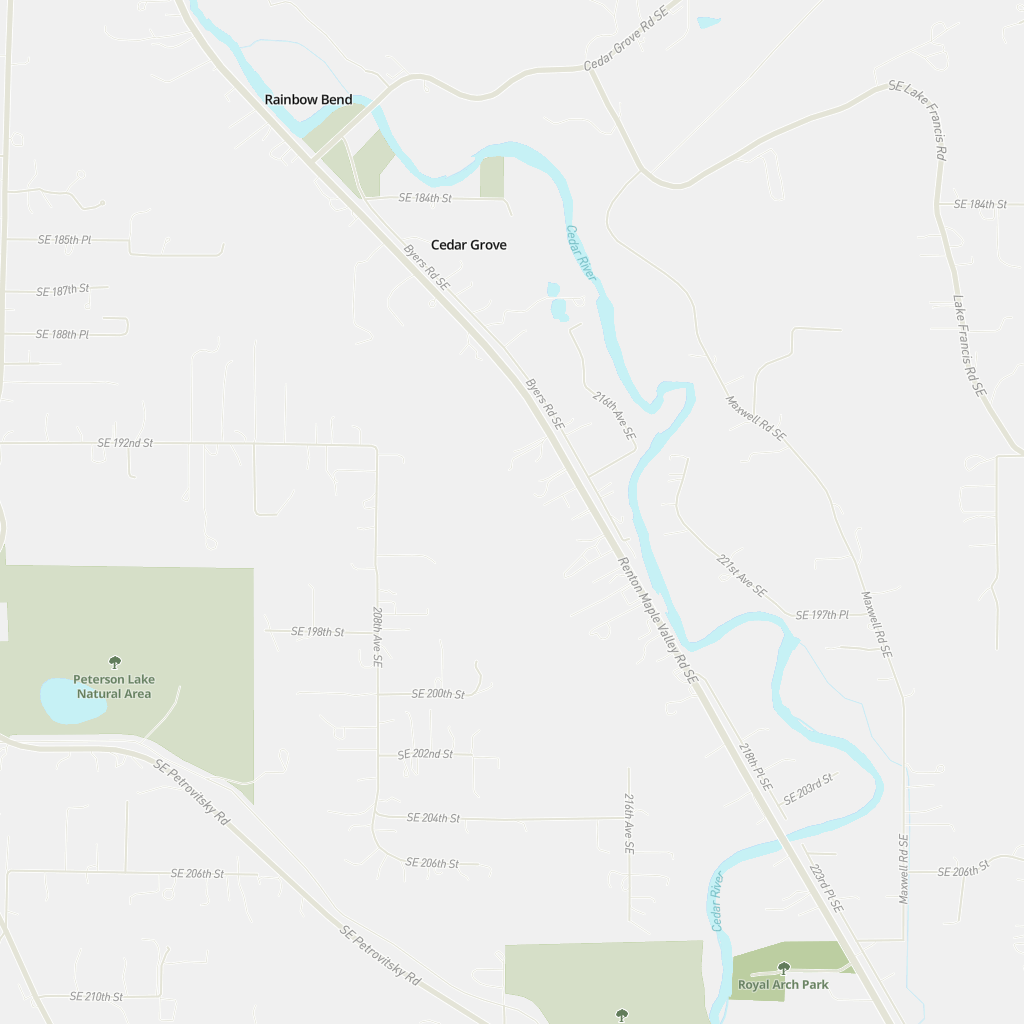 Cedar Grove Rd SE
Rainbow Bend
SE Lake Francis Rd
SE 184th St
SE 184th St
Cedar Grove
SE 185th Pl
Byers Rd SE
Cedar River
SE 187th St
SE 188th Pl
Lake Francis Rd SE
Byers Rd SE
216th Ave SE
Maxwell Rd SE
SE 192nd St
Renton Maple Valley Rd SE
221st Ave SE
SE 197th Pl
Maxwell Rd SE
208th Ave SE
SE 198th St
Peterson Lake
Natural Area
SE 200th St
SE 202nd St
218th Pl SE
SE 203rd St
SE Petrovitsky Rd
SE 204th St
216th Ave SE
SE 206th St
SE 206th St
223rd Pl SE
Maxwell Rd SE
SE 206th St
Cedar River
SE Petrovitsky Rd
Royal Arch Park
SE 210th St